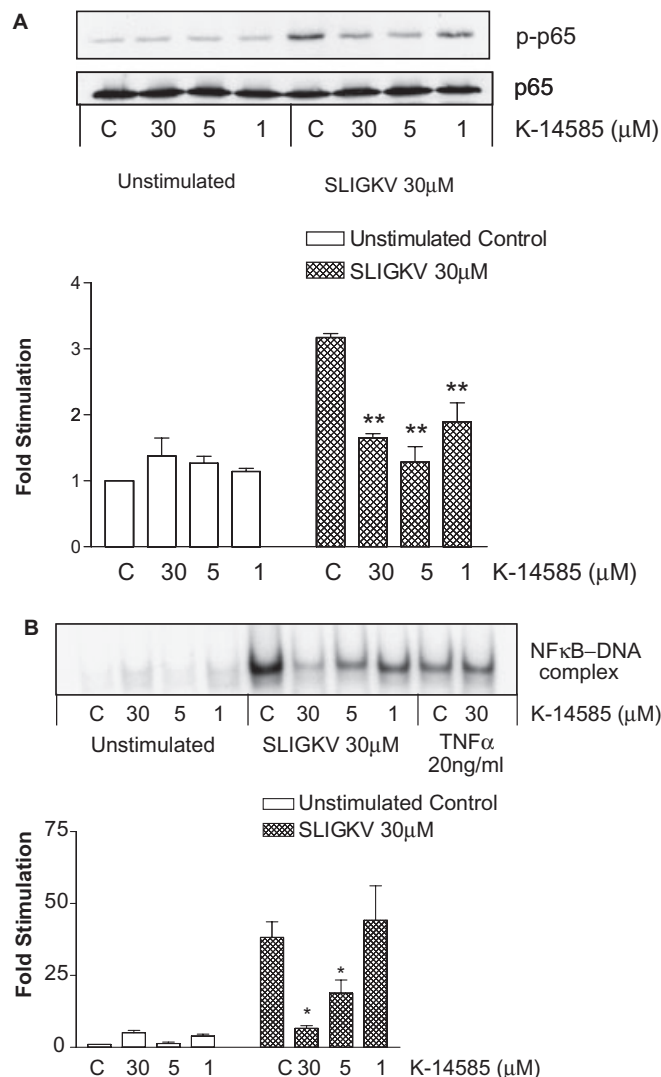 A
p-p65
p65
C 30 5 1 C 30 5 1 K-14585 (μM)
Unstimulated SLIGKV 30μM
Unstimulated Control
SLIGKV 30μM
4
3
2
1
0
Fold Stimulation
** ** **
C 30 5 1 C 30 5 1 K-14585 (μM)
B
NFκB–DNA
complex
C 30 5 1 C 30 5 1 C 30 K-14585 (μM)
Unstimulated SLIGKV 30μM TNFα
20ng/ml
Unstimulated Control
SLIGKV 30μM
75
50
25
0
Fold Stimulation
* *
C 30 5 1 C 30 5 1 K-14585 (μM)